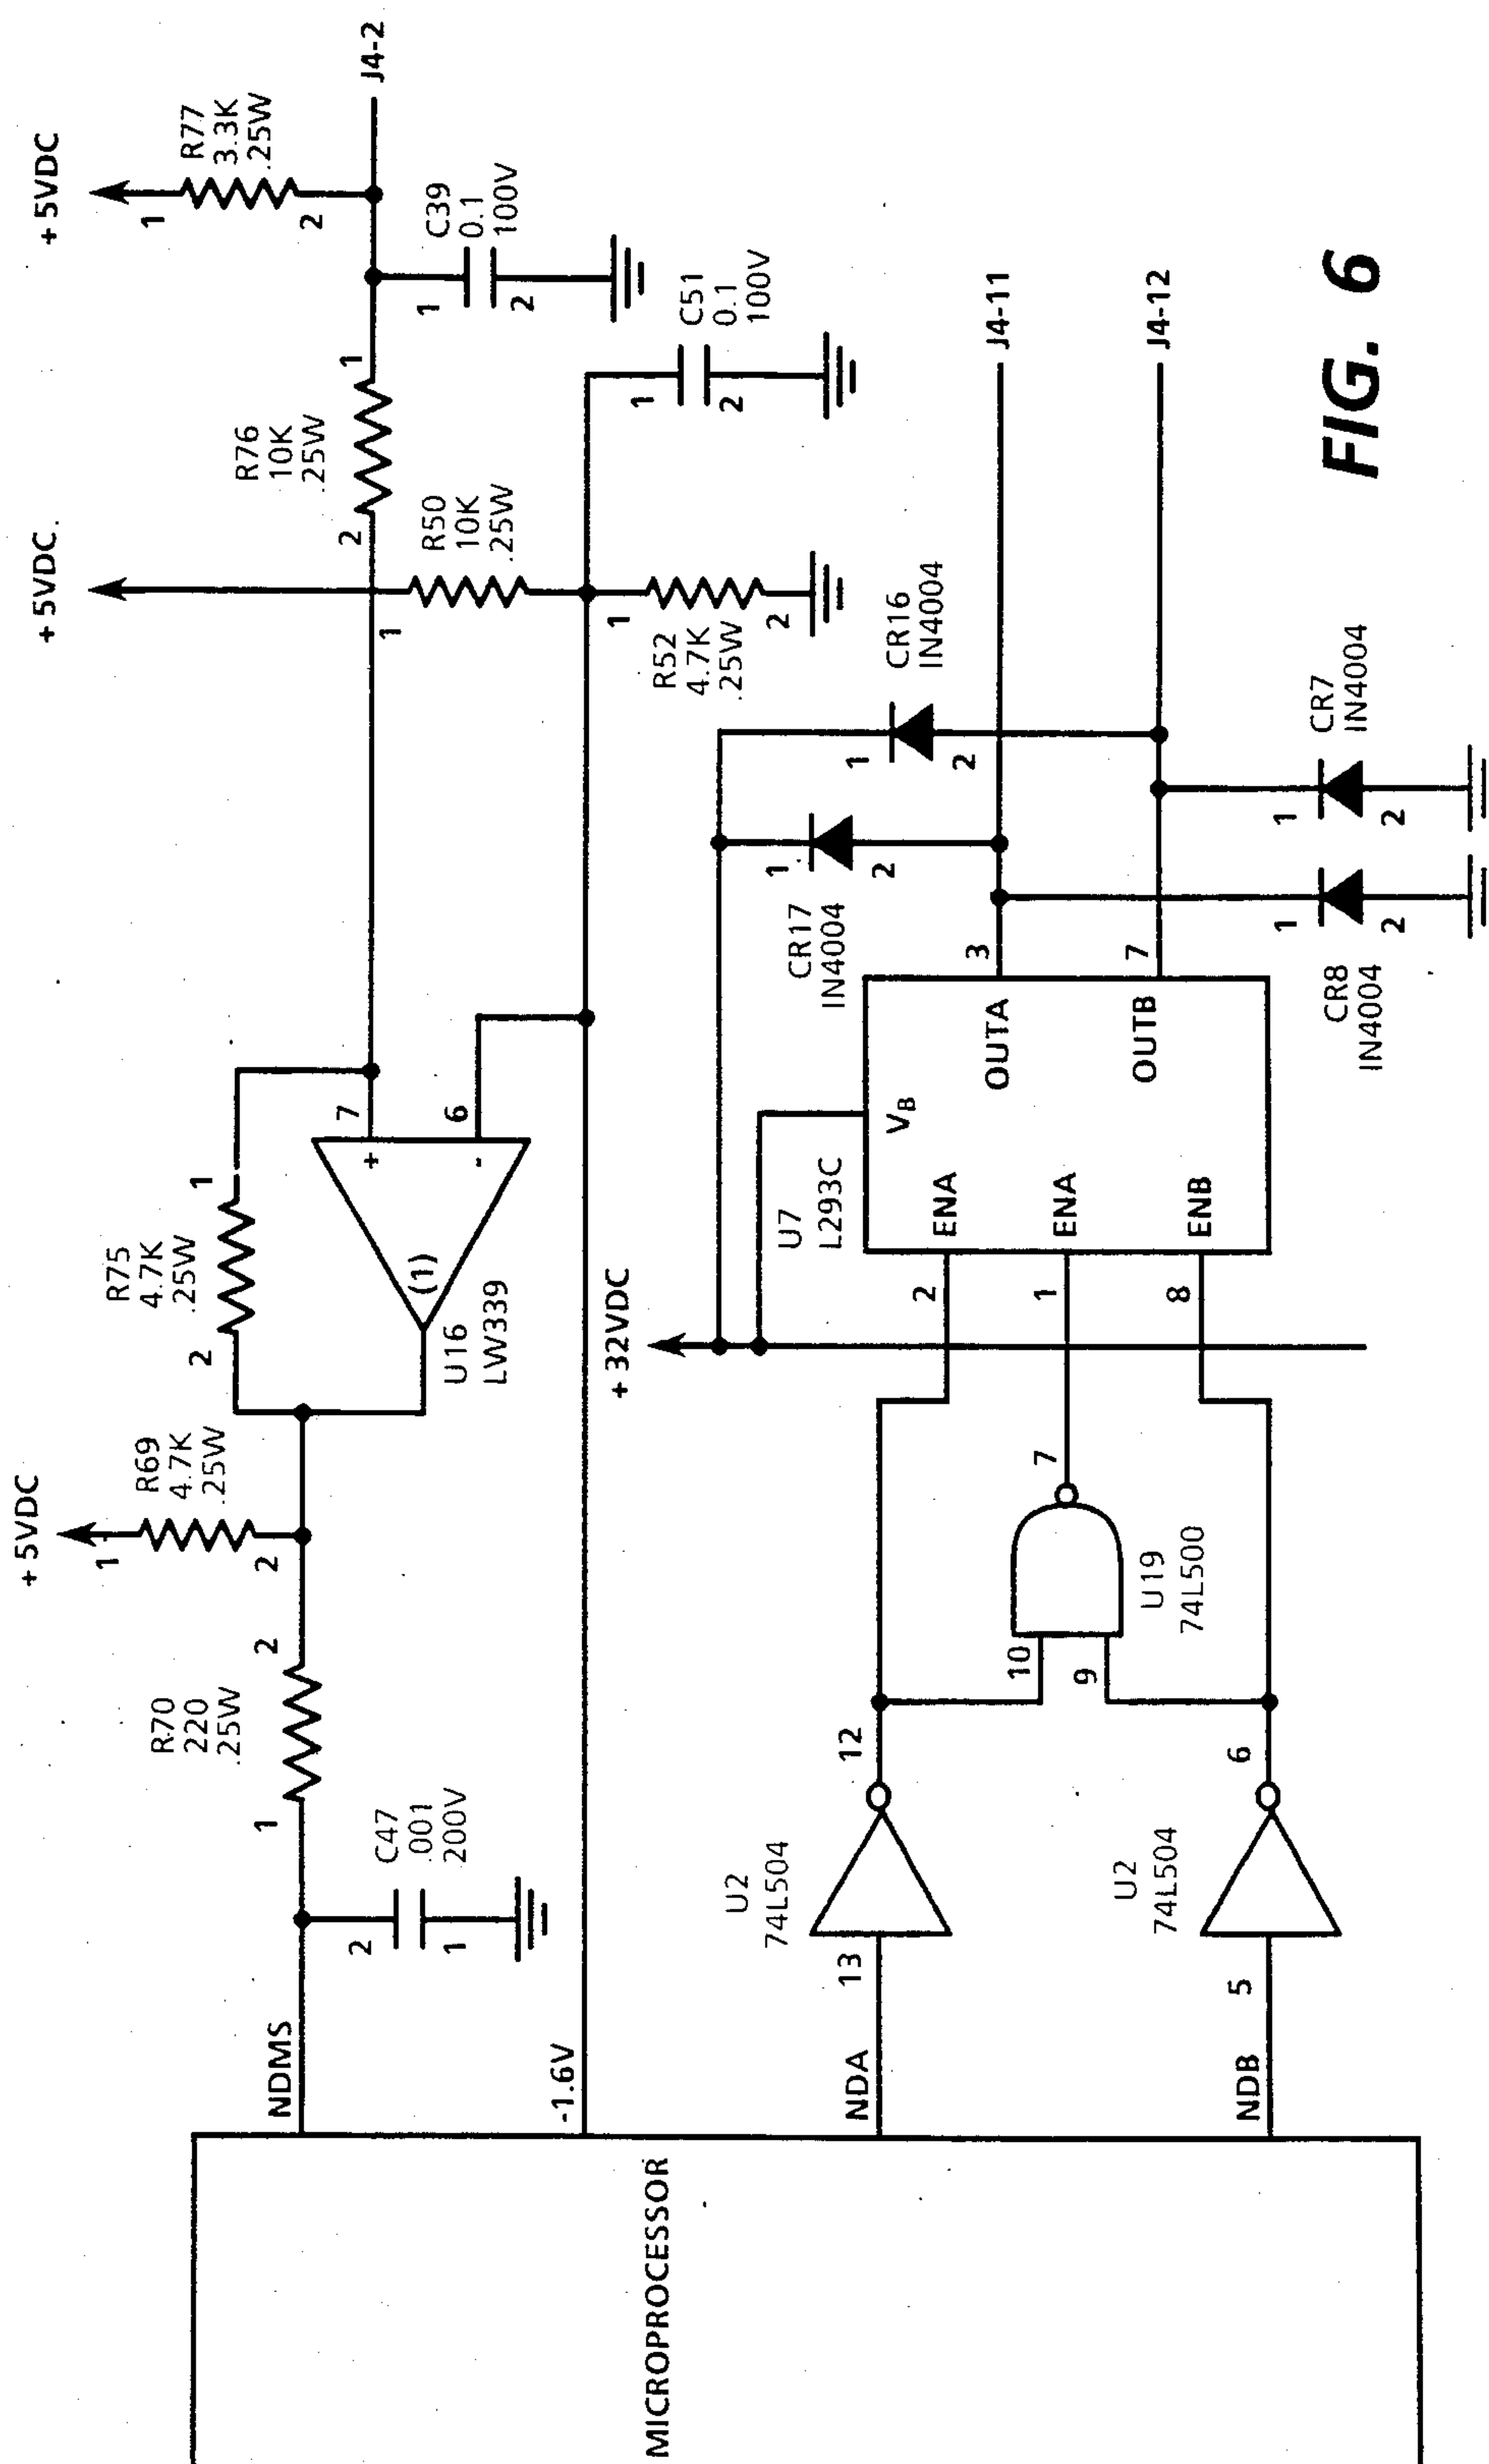 +5VDC
R77
3.3K
.25W
1
2
J4-2
C39
0.1
100V
1
2
R76
10K
.25W
1
2
+5VDC.
R50
10K
.25W
1
C51
0.1
100V
1
2
R52
4.7K
.25W
1
2
R75
4.7K
.25W
1
2
7
6
+
-
(1)
U16
LW339
+5VDC
R69
4.7K
.25W
1
2
R70
220
.25W
2
1
C47
.001
200V
2
1
NDMS
-1.6V
NDA
NDB
MICROPROCESSOR
13
U2
74L504
12
5
U2
74L504
6
10
9
U19
74L500
7
+32VDC
2
1
8
U7
L293C
VB
ENA
ENA
ENB
OUTA
OUTB
3
7
CR17
IN4004
1
2
CR16
IN4004
1
2
CR8
IN4004
1
2
CR7
IN4004
1
2
J4-11
J4-12
FIG. 6